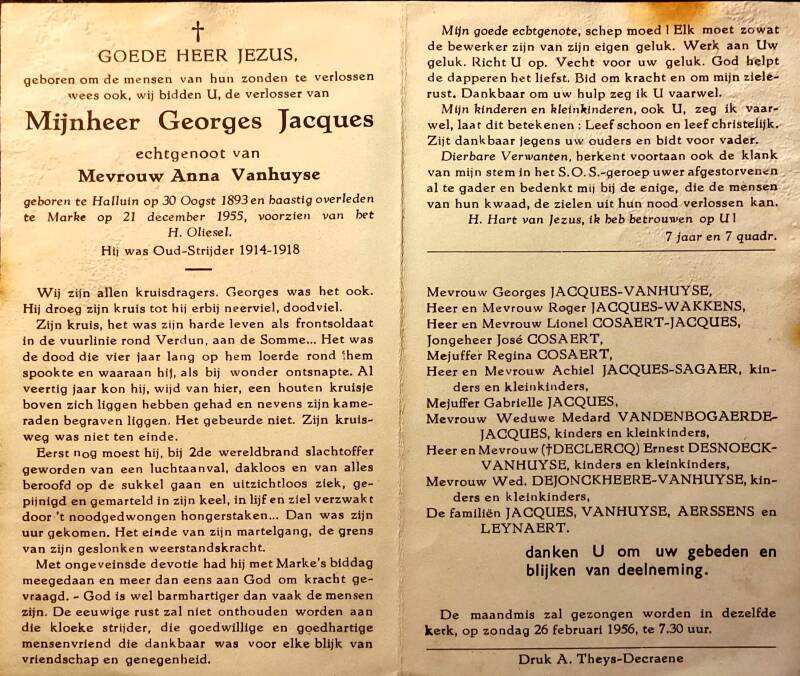 GOEDE HEER JEZUS,
geboren om de mensen van hun zonden te verlossen
wees ook, wij bidden U, de verlosser van
Mijnheer Georges Jacques
echtgenoot van
Mevrouw Anna Vanhuyse
geboren te Halluin op 30 Oogst 1893 en haastig overleden
te Marke op 21 december 1955, voorzien van het
H. Oliesel.
Hij was Oud-Strijder 1914-1918
Wij zijn allen kruisdragers. Georges was het ook.
Hij droeg zijn kruis tot hij erbij neerviel, doodviel.
Zijn kruis, het was zijn harde leven als frontsoldaat
in de vuurlinie rond Verdun, aan de Somme... Het was
de dood die vier jaar lang op hem loerde rond hem
spookte en waaraan hij, als bij wonder ontsnapte. Al
veertig jaar kon hij, wijd van hier, een houten kruisje
boven zich liggen hebben gehad en nevens zijn kame-
raden begraven liggen. Het gebeurde niet. Zijn kruis-
weg was niet ten einde.
Eerst nog moest hij, bij 2de wereldbrand slachtoffer
geworden van een luchtaanval, dakloos en van alles
beroofd op de sukkel gaan en uitzichtloos ziek, ge-
pijnigd en gemarteld in zijn keel, in lijf en ziel verzwakt
door 't noodgedwongen hongerstaken... Dan was zijn
uur gekomen. Het einde van zijn martelgang, de grens
van zijn geslonken weerstandskracht.
Met ongeveinsde devotie had hij met Marke's biddag
meegedaan en meer dan eens aan God om kracht ge-
vraagd. - God is wel barmhartiger dan vaak de mensen
zijn. De eeuwige rust zal niet onthouden worden aan
die kloeke strijder, die goedwillige en goedhartige
mensenvriend die dankbaar was voor elke blijk van
vriendschap en genegenheid.
Mijn goede echtgenote, schep moed ! Elk moet zowat
de bewerker zijn van zijn eigen geluk. Werk aan Uw
geluk. Richt U op. Vecht voor uw geluk. God helpt
de dapperen het liefst. Bid om kracht en om mijn ziele-
rust. Dankbaar om uw hulp zeg ik U vaarwel.
Mijn kinderen en kleinkinderen, ook U, zeg ik vaar-
wel, laat dit betekenen : Leef schoon en leef christelijk.
Zijt dankbaar jegens uw ouders en bidt voor vader.
Dierbare Verwanten, herkent voortaan ook de klank
van mijn stem in het S.O.S.-geroep uwer afgestorvenen
al te gader en bedenkt mij bij de enige, die de mensen
van hun kwaad, de zielen uit hun nood verlossen kan.
H. Hart van Jezus, ik heb betrouwen op U !
7 jaar en 7 quadr.
Mevrouw Georges JACQUES-VANHUYSE,
Heer en Mevrouw Roger JACQUES-WAKKENS,
Heer en Mevrouw Lionel COSAERT-JACQUES,
Jongeheer José COSAERT,
Mejuffer Regina COSAERT,
Heer en Mevrouw Achiel JACQUES-SAGAER, kin-
ders en kleinkinders,
Mejuffer Gabrielle JACQUES,
Mevrouw Weduwe Medard VANDENBOGAERDE-
JACQUES, kinders en kleinkinders,
Heer en Mevrouw (†DECLERCQ) Ernest DESNOECK-
VANHUYSE, kinders en kleinkinders,
Mevrouw Wed. DEJONCKHEERE-VANHUYSE, kin-
ders en kleinkinders,
De familiën JACQUES, VANHUYSE, AERSSENS en
LEYNAERT.
danken U om uw gebeden en
blijken van deelneming.
De maandmis zal gezongen worden in dezelfde
kerk, op zondag 26 februari 1956, te 7.30 uur.
Druk A. Theys-Decraene